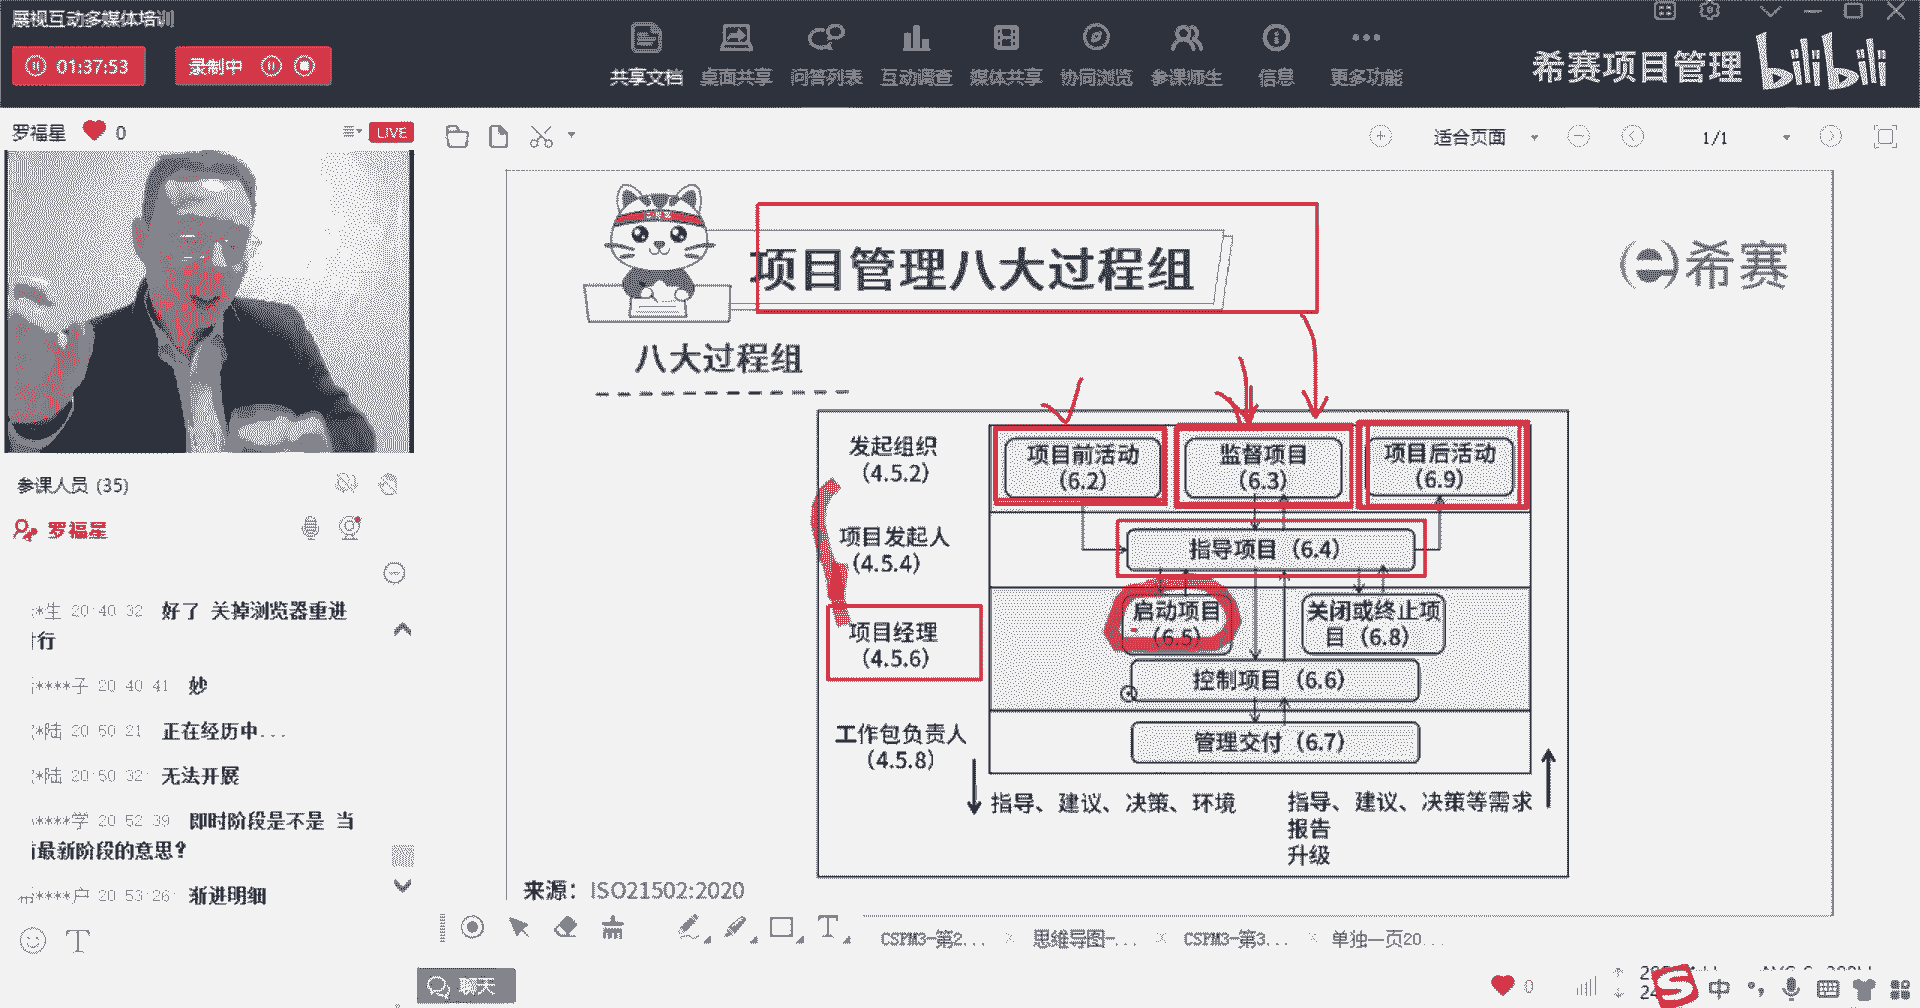 展视互动多媒体培训
01:37:53
录制中
共享文档
桌面共享
问答列表
互动调查
媒体共享
协同浏览
参课师生
信息
更多功能
希赛项目管理
bilibili
罗福星
0
LIVE
适合页面
1/1
项目管理八大过程组
希赛
八大过程组
发起组织
(4.5.2)
项目前活动
(6.2)
监督项目
(6.3)
项目后活动
(6.9)
项目发起人
(4.5.4)
指导项目（6.4）
项目经理
(4.5.6)
启动项目
(6.5)
关闭或终止项
目（6.8）
控制项目（6.6）
工作包负责人
(4.5.8)
管理交付（6.7）
指导、建议、决策、环境
指导、建议、决策等需求
报告
升级
来源：ISO21502:2020
参课人员 (35)
罗福星
*生 20:40:32 好了 关掉浏览器重进
行
****子 20:40:41 妙
*陆 20:50:21 正在经历中...
*陆 20:50:32 无法开展
****学 20:52:39 即时阶段是不是 当
最新阶段的意思?
****户 20:53:26 渐进明细
T
CSPM3-第2...
思维导图-...
CSPM3-第3...
单独一页20...
聊天
0
中